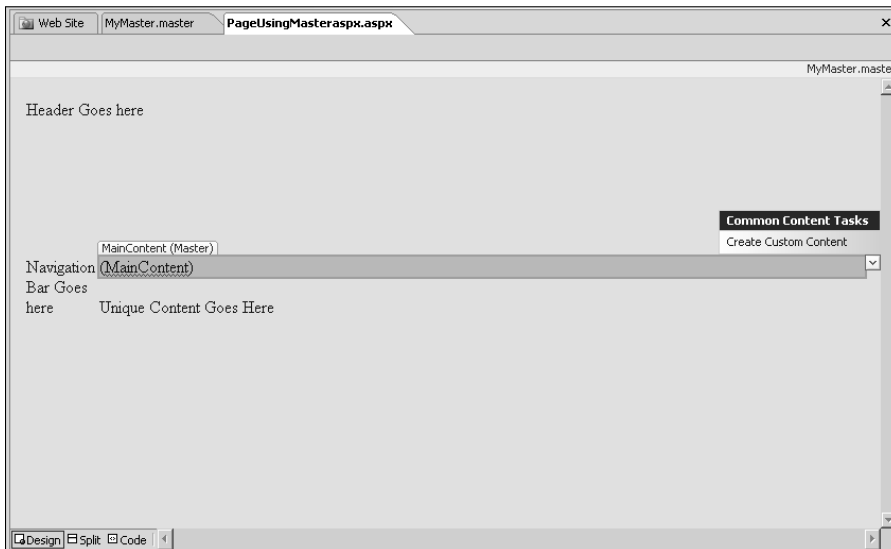 Web Site MyMaster.master PageUsingMasteraspx.aspx ×
MyMaster.maste
Header Goes here
Common Content Tasks
Create Custom Content
MainContent (Master)
Navigation (MainContent)
Bar Goes
here Unique Content Goes Here
Design Split Code